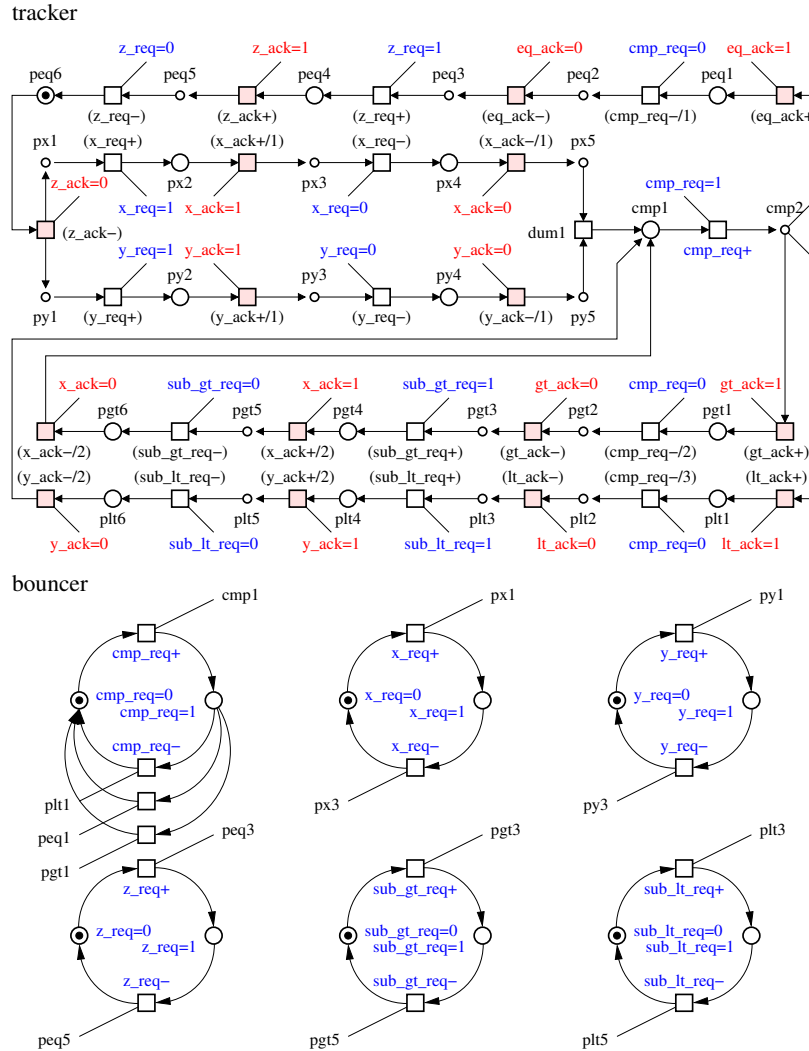 tracker
z_req=0 z_ack=1 z_req=1 eq_ack=0 cmp_req=0 eq_ack=1
peq6 peq5 peq4 peq3 peq2 peq1
(z_req−) (z_ack+) (z_req+) (eq_ack−) (cmp_req−/1) (eq_ack+
px1 (x_req+) (x_ack+/1) (x_req−) (x_ack−/1) px5
px2 px3 px4
z_ack=0 cmp_req=1
x_req=1 x_ack=1 x_req=0 x_ack=0 cmp1 cmp2
(z_ack−) dum1
y_req=1 y_ack=1 y_req=0 y_ack=0 cmp_req+
py2 py3 py4
py1 (y_req+) (y_ack+/1) (y_req−) (y_ack−/1) py5
x_ack=0 sub_gt_req=0 x_ack=1 sub_gt_req=1 gt_ack=0 cmp_req=0 gt_ack=1
pgt6 pgt5 pgt4 pgt3 pgt2 pgt1
(x_ack−/2) (sub_gt_req−) (x_ack+/2) (sub_gt_req+) (gt_ack−) (cmp_req−/2) (gt_ack+)
(y_ack−/2) (sub_lt_req−) (y_ack+/2) (sub_lt_req+) (lt_ack−) (cmp_req−/3) (lt_ack+)
plt6 plt5 plt4 plt3 plt2 plt1
y_ack=0 sub_lt_req=0 y_ack=1 sub_lt_req=1 lt_ack=0 cmp_req=0 lt_ack=1
bouncer
cmp1 px1 py1
cmp_req+ x_req+ y_req+
cmp_req=0 x_req=0 y_req=0
cmp_req=1 x_req=1 y_req=1
cmp_req− x_req− y_req−
plt1 px3 py3
peq1
pgt1 peq3 pgt3 plt3
z_req+ sub_gt_req+ sub_lt_req+
z_req=0 sub_gt_req=0 sub_lt_req=0
z_req=1 sub_gt_req=1 sub_lt_req=1
z_req− sub_gt_req− sub_lt_req−
peq5 pgt5 plt5